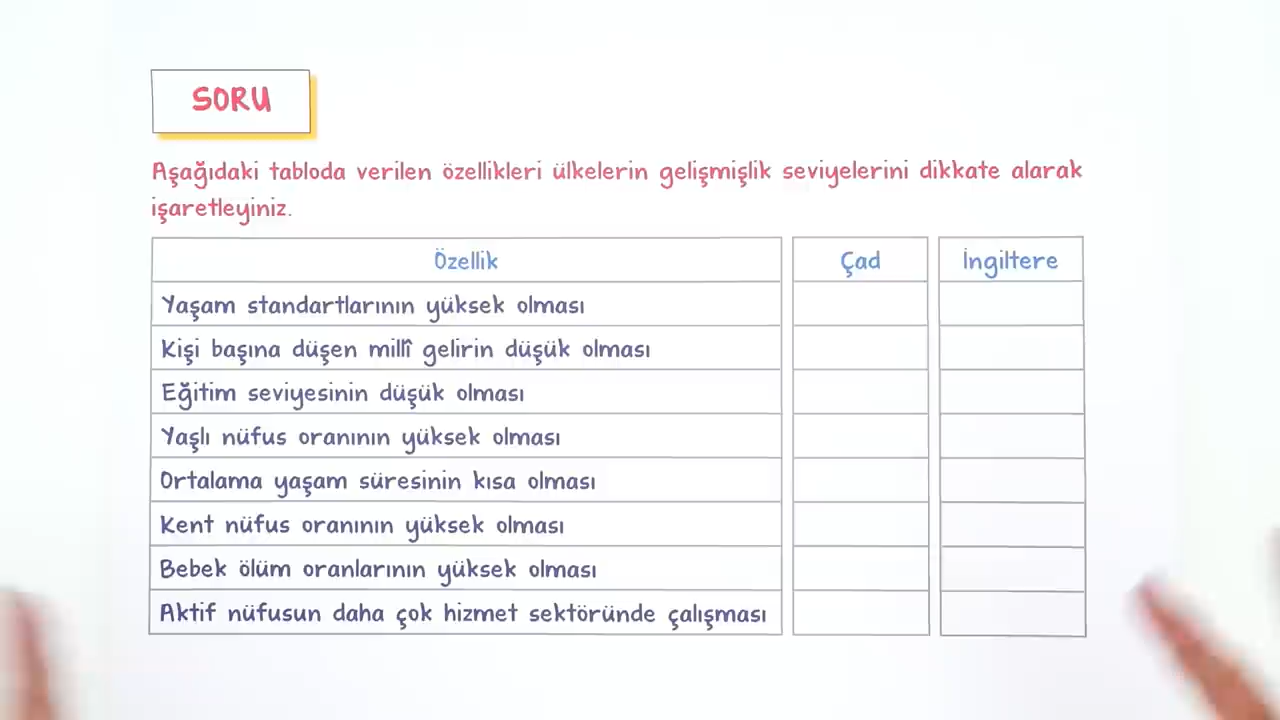 SORU
Aşağıdaki tabloda verilen özellikleri ülkelerin gelişmişlik seviyelerini dikkate alarak
işaretleyiniz.
Özellik Çad İngiltere
Yaşam standartlarının yüksek olması
Kişi başına düşen millî gelirin düşük olması
Eğitim seviyesinin düşük olması
Yaşlı nüfus oranının yüksek olması
Ortalama yaşam süresinin kısa olması
Kent nüfus oranının yüksek olması
Bebek ölüm oranlarının yüksek olması
Aktif nüfusun daha çok hizmet sektöründe çalışması